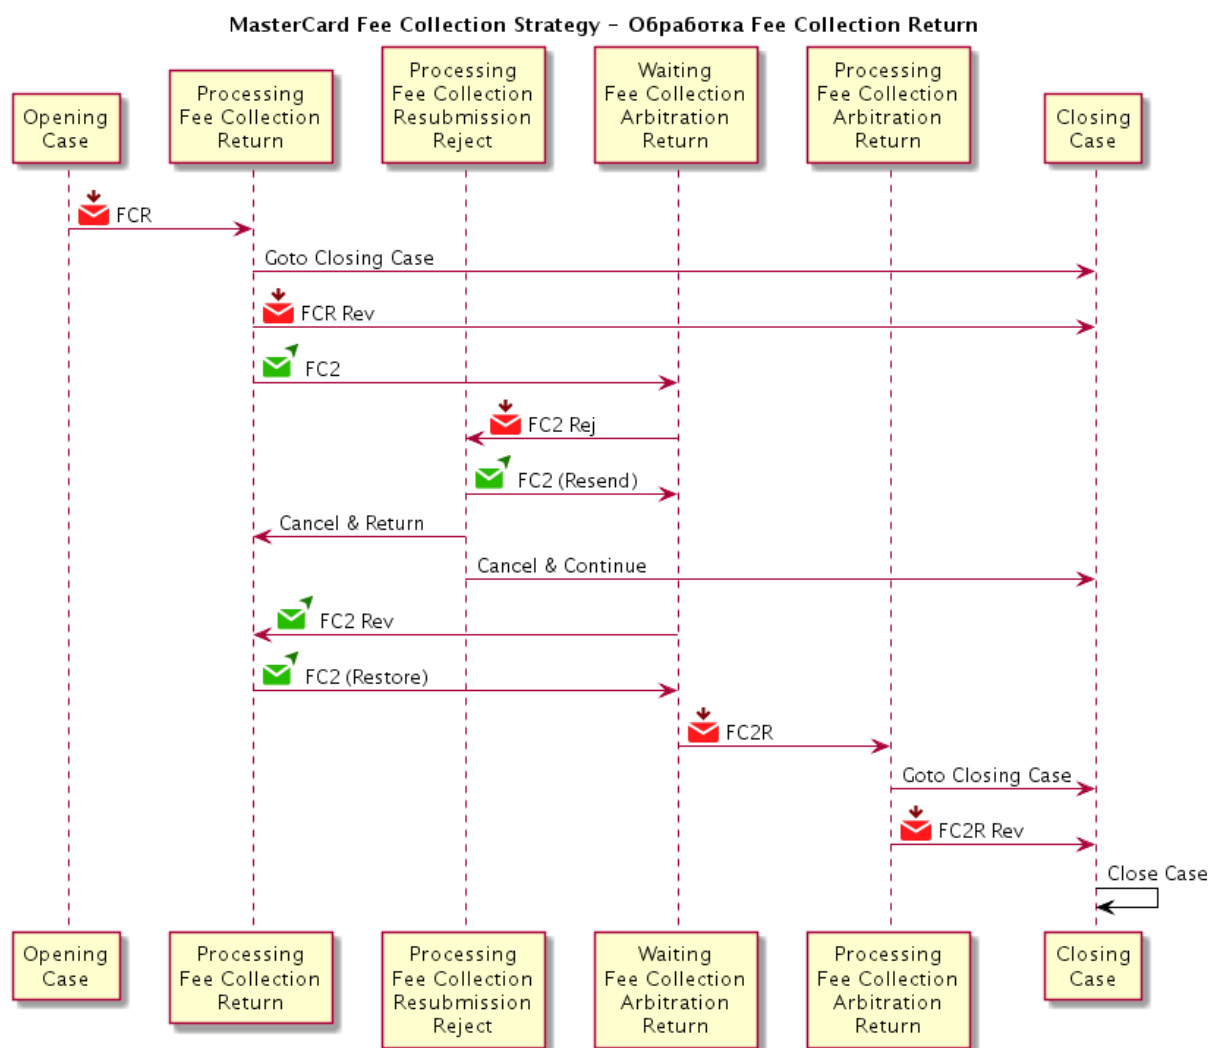 MasterCard Fee Collection Strategy - Обработка Fee Collection Return
Opening
Case
Processing
Fee Collection
Return
Processing
Fee Collection
Resubmission
Reject
Waiting
Fee Collection
Arbitration
Return
Processing
Fee Collection
Arbitration
Return
Closing
Case
FCR
Goto Closing Case
FCR Rev
FC2
FC2 Rej
FC2 (Resend)
Cancel & Return
Cancel & Continue
FC2 Rev
FC2 (Restore)
FC2R
Goto Closing Case
FC2R Rev
Close Case
Opening
Case
Processing
Fee Collection
Return
Processing
Fee Collection
Resubmission
Reject
Waiting
Fee Collection
Arbitration
Return
Processing
Fee Collection
Arbitration
Return
Closing
Case